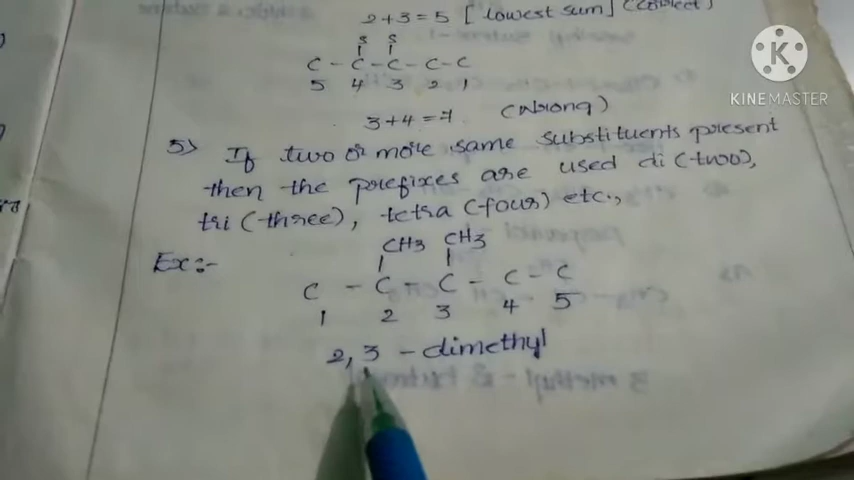 2+3=5 [lowest sum] (correct)
S S
C - C - C - C - C
5 4 3 2 1
3+4=7 (Wrong)
5) If two or more same substituents present
then the prefixes are used di (two),
tri (three), tetra (four) etc.,
CH3 CH3
Ex:- C - C - C - C - C
1 2 3 4 5
2,3 - dimethyl
K
KINEMASTER